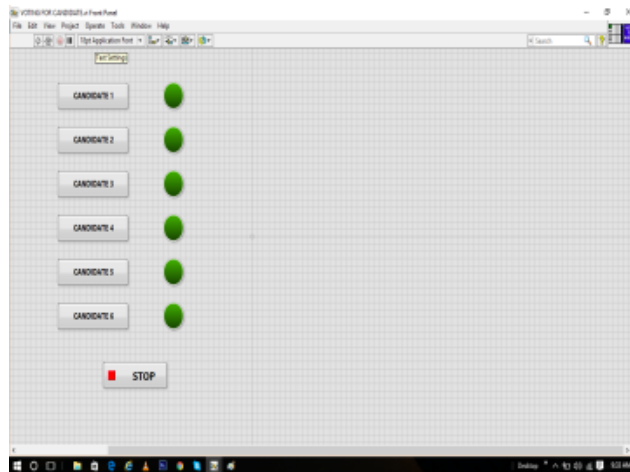 VOTING FOR CANDIDATE.vi Front Panel
File Edit View Project Operate Tools Window Help
15pt Application Font
Search
Text Settings
CANDIDATE 1
CANDIDATE 2
CANDIDATE 3
CANDIDATE 4
CANDIDATE 5
CANDIDATE 6
STOP
Desktop